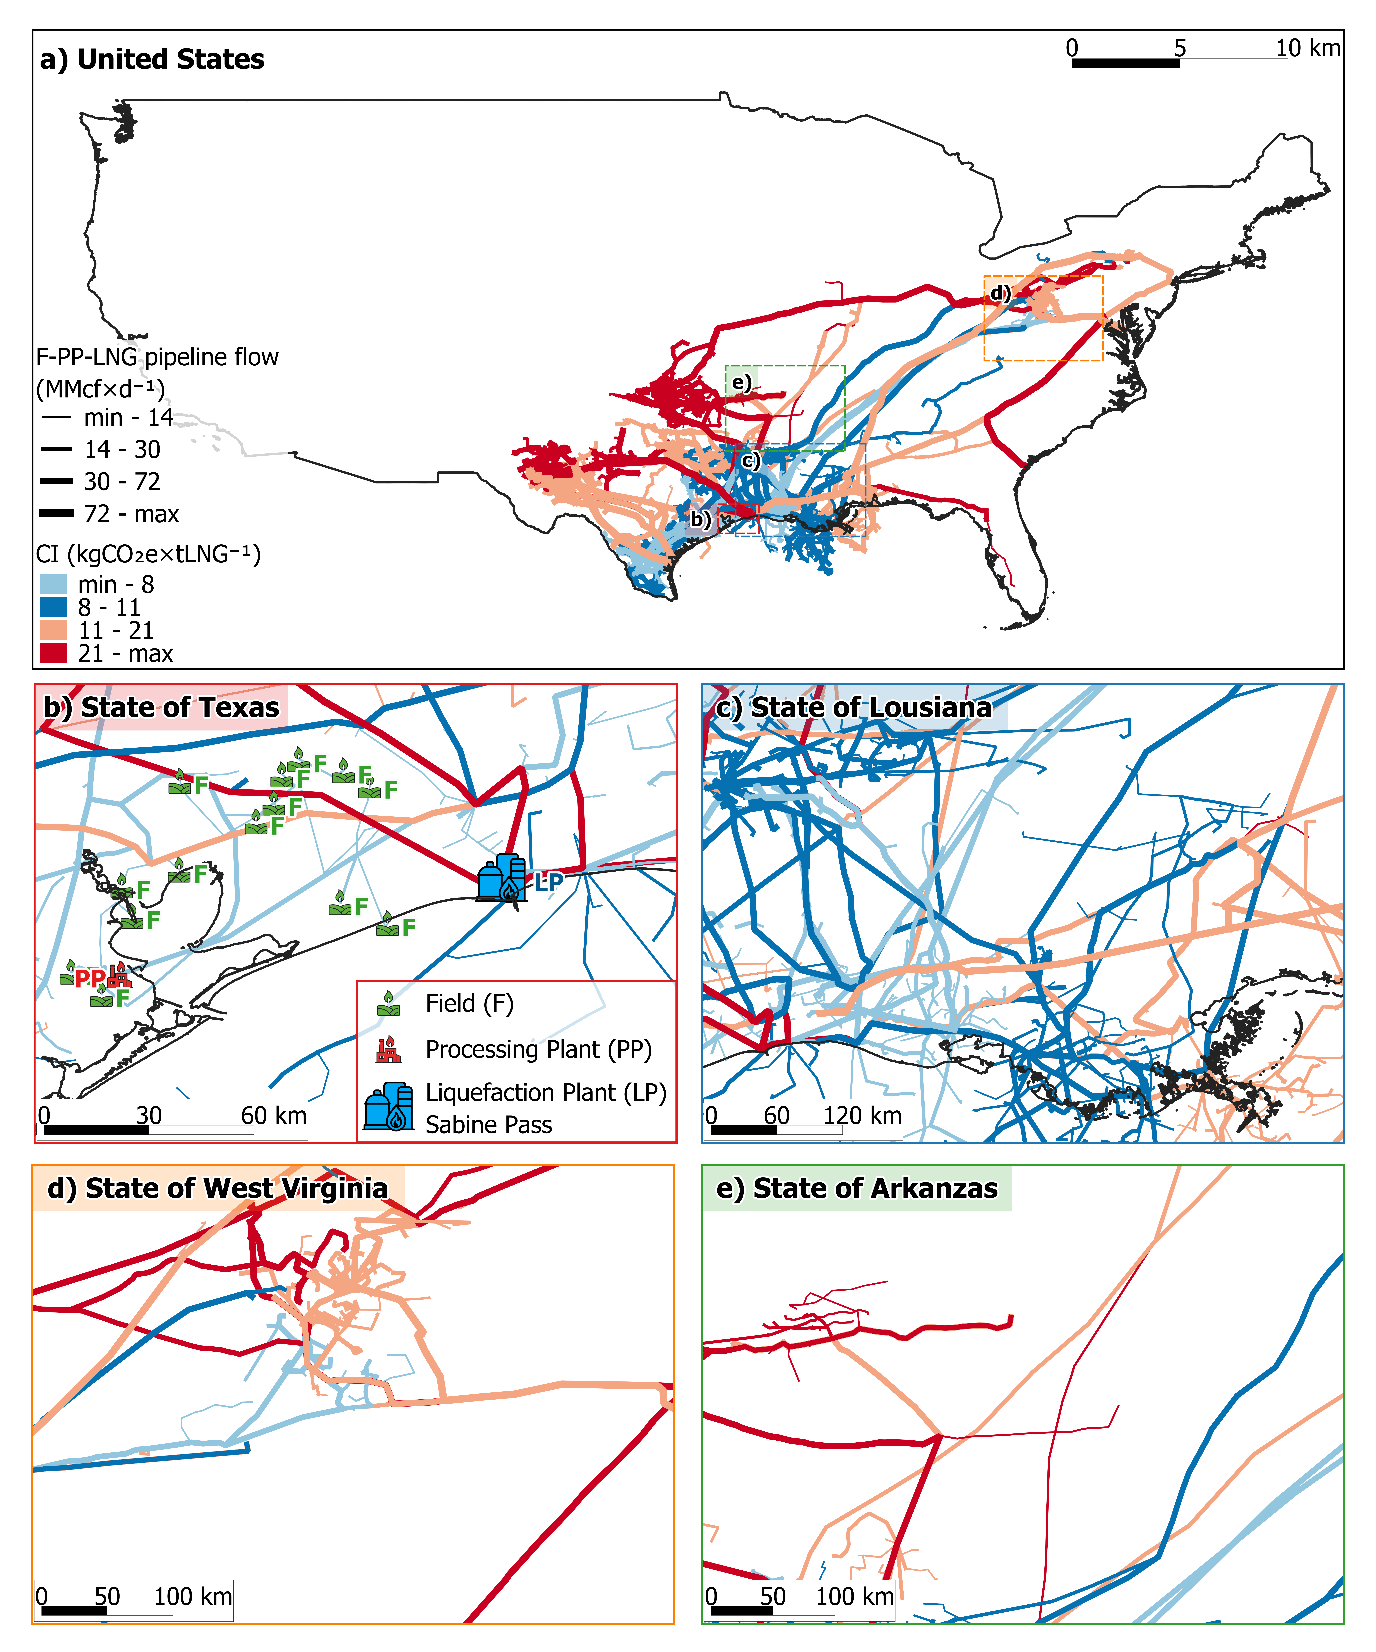 a) United States
0 5 10 km
d)
e)
c)
b)
F-PP-LNG pipeline flow
(MMcf×d⁻¹)
min - 14
14 - 30
30 - 72
72 - max
CI (kgCO₂e×tLNG⁻¹)
min - 8
8 - 11
11 - 21
21 - max
b) State of Texas
F
F
F
F
F
F
F
F
F
F
F
F
LP
PP
F
Field (F)
Processing Plant (PP)
Liquefaction Plant (LP)
Sabine Pass
0 30 60 km
c) State of Lousiana
0 60 120 km
d) State of West Virginia
0 50 100 km
e) State of Arkanzas
0 50 100 km